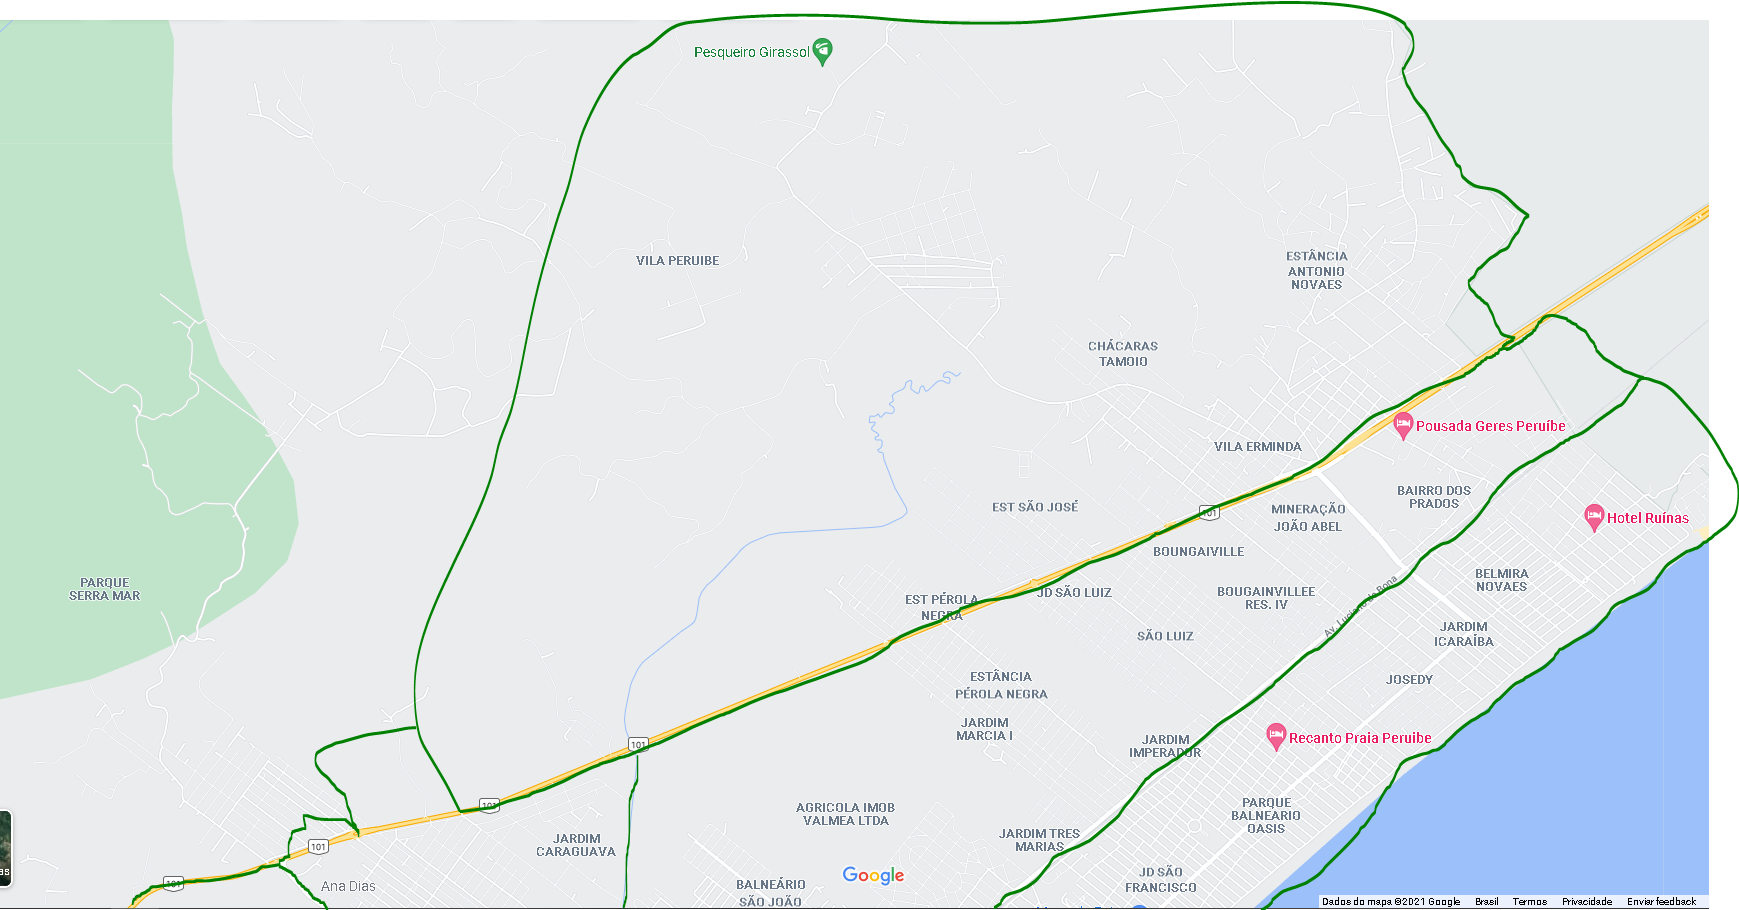 Pesqueiro Girassol
VILA PERUIBE
ESTÂNCIA
ANTONIO
NOVAES
CHÁCARAS
TAMOIO
Pousada Geres Peruíbe
VILA ERMINDA
BAIRRO DOS
PRADOS
EST SÃO JOSÉ
101
MINERAÇÃO
JOÃO ABEL
Hotel Ruínas
BOUNGAIVILLE
PARQUE
SERRA MAR
BELMIRA
NOVAES
EST PÉROLA
NEGRA
JD SÃO LUIZ
BOUGAINVILLEE
RES. IV
Av. Luciano de Bona
SÃO LUIZ
JARDIM
ICARAÍBA
ESTÂNCIA
PÉROLA NEGRA
JOSEDY
JARDIM
MARCIA I
JARDIM
IMPERADOR
101
Recanto Praia Peruibe
101
AGRICOLA IMOB
VALMEA LTDA
PARQUE
BALNEARIO
OASIS
JARDIM
CARAGUAVA
101
JARDIM TRES
MARIAS
as
101
Ana Dias
Google
JD SÃO
FRANCISCO
BALNEÁRIO
SÃO JOÃO
Dados do mapa ©2021 Google Brasil Termos Privacidade Enviar feedback